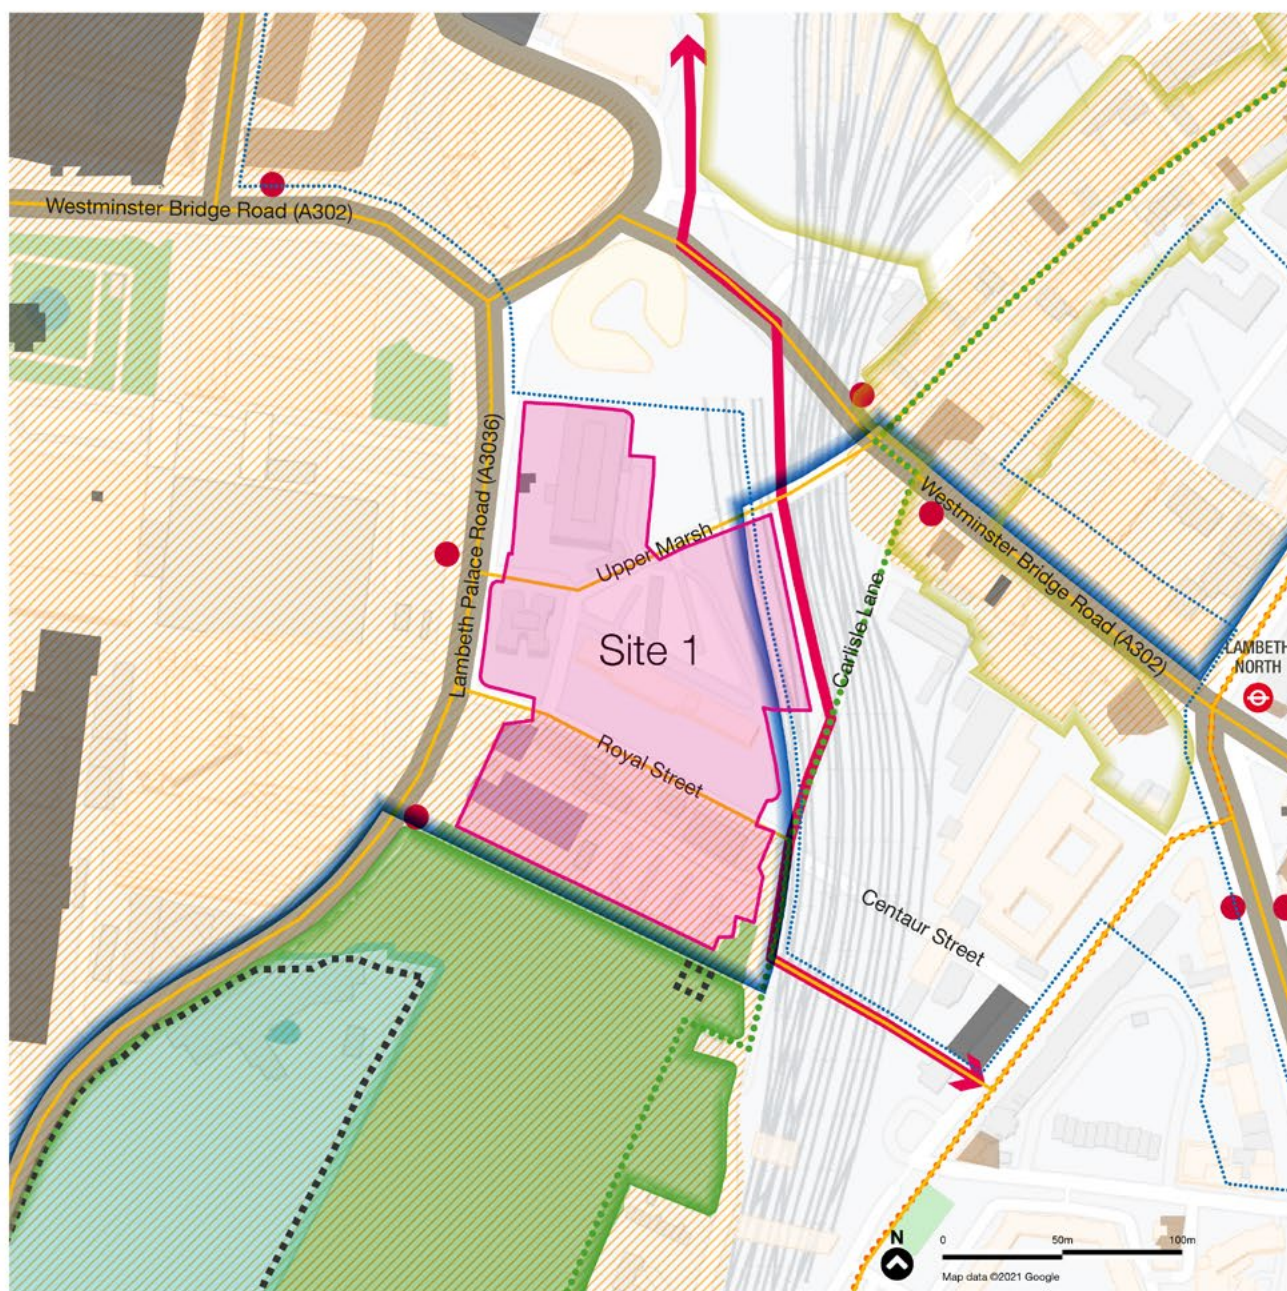 Westminster Bridge Road (A302)
Lambeth Palace Road (A3036)
Upper Marsh
Site 1
Carlisle Lane
Westminster Bridge Road (A302)
LAMBETH
NORTH
Royal Street
Centaur Street
N
0 50m 100m
Map data ©2021 Google